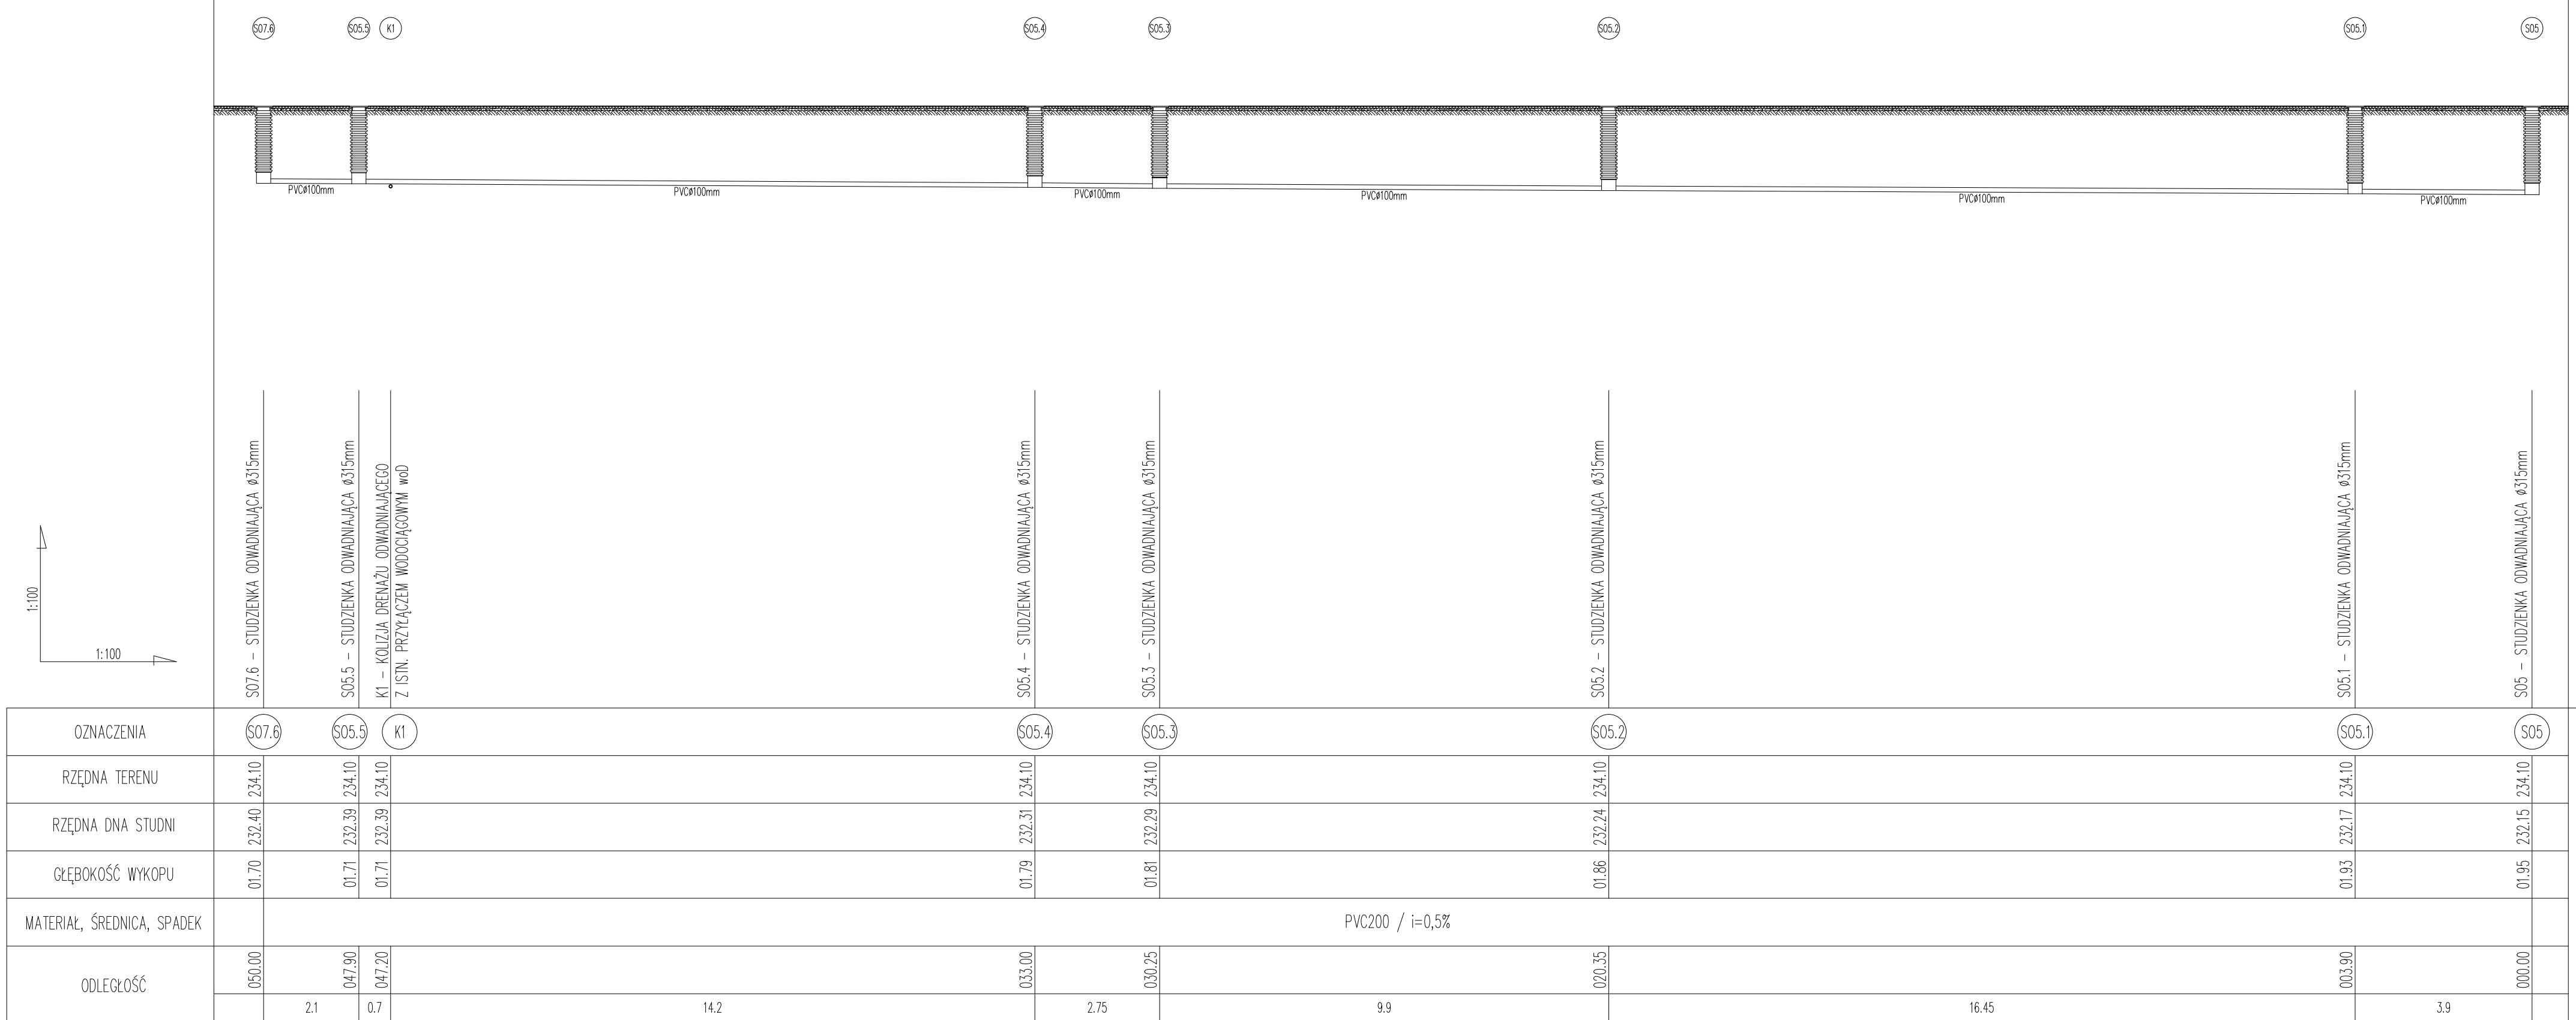 S07.6 S05.5 K1 S05.4 S05.3 S05.2 S05.1 S05
PVCø100mm PVCø100mm PVCø100mm PVCø100mm PVCø100mm PVCø100mm
S07.6 – STUDZIENKA ODWADNIAJĄCA ø315mm
S05.5 – STUDZIENKA ODWADNIAJĄCA ø315mm
K1 – KOLIZJA DRENAŻU ODWADNIAJĄCEGO
Z ISTN. PRZYŁĄCZEM WODOCIĄGOWYM woD
S05.4 – STUDZIENKA ODWADNIAJĄCA ø315mm
S05.3 – STUDZIENKA ODWADNIAJĄCA ø315mm
S05.2 – STUDZIENKA ODWADNIAJĄCA ø315mm
S05.1 – STUDZIENKA ODWADNIAJĄCA ø315mm
S05 – STUDZIENKA ODWADNIAJĄCA ø315mm
1:100
1:100
OZNACZENIA S07.6 S05.5 K1 S05.4 S05.3 S05.2 S05.1 S05
RZĘDNA TERENU 234.10 234.10 234.10 234.10 234.10 234.10 234.10 234.10
RZĘDNA DNA STUDNI 232.40 232.39 232.39 232.31 232.29 232.24 232.17 232.15
GŁĘBOKOŚĆ WYKOPU 01.70 01.71 01.71 01.79 01.81 01.86 01.93 01.95
MATERIAŁ, ŚREDNICA, SPADEK PVC200 / i=0,5%
ODLEGŁOŚĆ 050.00 047.90 047.20 033.00 030.25 020.35 003.90 000.00
2.1 0.7 14.2 2.75 9.9 16.45 3.9